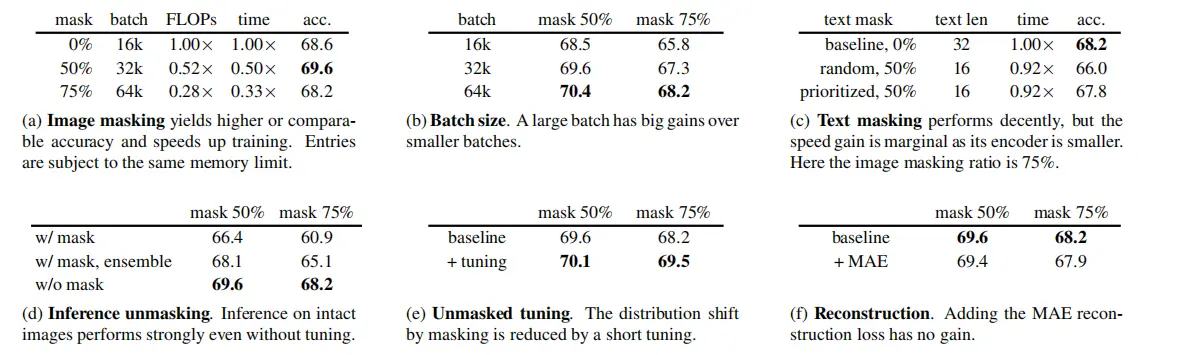 mask batch FLOPs time acc.
0% 16k 1.00× 1.00× 68.6
50% 32k 0.52× 0.50× 69.6
75% 64k 0.28× 0.33× 68.2
(a) Image masking yields higher or compara-
ble accuracy and speeds up training. Entries
are subject to the same memory limit.
batch mask 50% mask 75%
16k 68.5 65.8
32k 69.6 67.3
64k 70.4 68.2
(b) Batch size. A large batch has big gains over
smaller batches.
text mask text len time acc.
baseline, 0% 32 1.00× 68.2
random, 50% 16 0.92× 66.0
prioritized, 50% 16 0.92× 67.8
(c) Text masking performs decently, but the
speed gain is marginal as its encoder is smaller.
Here the image masking ratio is 75%.
mask 50% mask 75%
w/ mask 66.4 60.9
w/ mask, ensemble 68.1 65.1
w/o mask 69.6 68.2
(d) Inference unmasking. Inference on intact
images performs strongly even without tuning.
mask 50% mask 75%
baseline 69.6 68.2
+ tuning 70.1 69.5
(e) Unmasked tuning. The distribution shift
by masking is reduced by a short tuning.
mask 50% mask 75%
baseline 69.6 68.2
+ MAE 69.4 67.9
(f) Reconstruction. Adding the MAE recon-
struction loss has no gain.